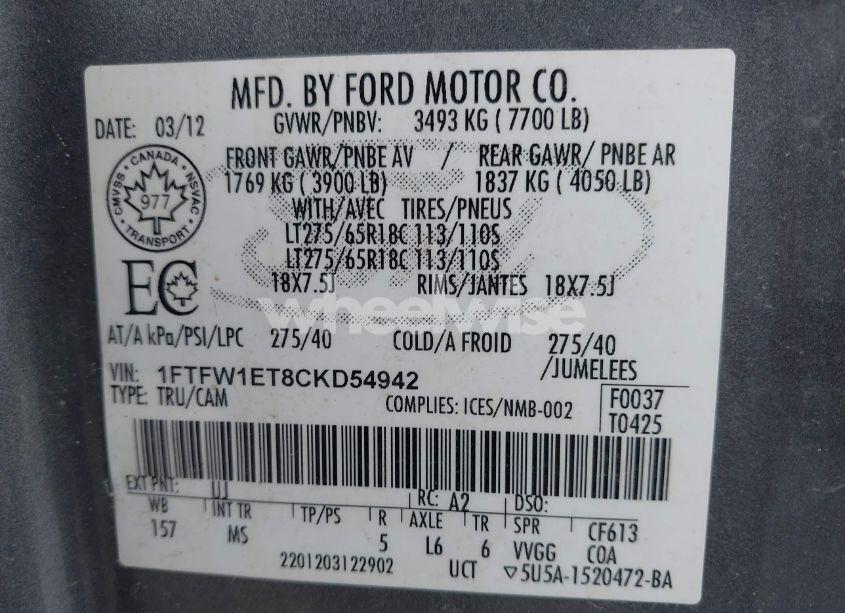 MFD. BY FORD MOTOR CO.
DATE: 03/12 GVWR/PNBV: 3493 KG ( 7700 LB)
FRONT GAWR/PNBE AV / REAR GAWR/ PNBE AR
1769 KG ( 3900 LB) 1837 KG ( 4050 LB)
WITH/AVEC TIRES/PNEUS
LT275/65R18C 113/110S
LT275/65R18C 113/110S
18X7.5J RIMS/JANTES 18X7.5J
CANADA
CMVSS NSVAC
977
TRANSPORT
EC
wheelwise
AT/A kPa/PSI/LPC 275/40 COLD/A FROID 275/40
/JUMELEES
VIN: 1FTFW1ET8CKD54942
TYPE: TRU/CAM COMPLIES: ICES/NMB-002
F0037
T0425
EXT PNT: UJ RC: A2 DSO:
WB INT TR TP/PS R AXLE TR SPR CF613
157 MS 5 L6 6 VVGG COA
2201203122902 UCT ▽5U5A-1520472-BA